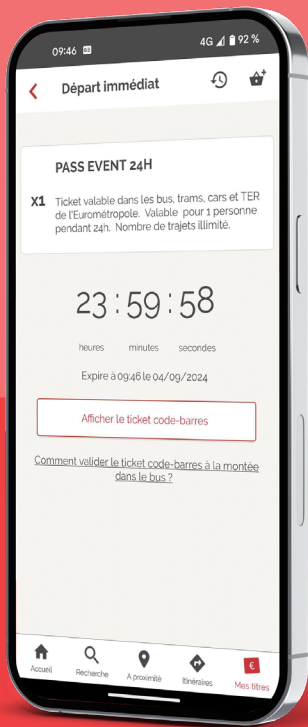 09:46 4G 92 %
Départ immédiat
PASS EVENT 24H
X1 Ticket valable dans les bus, trams, cars et TER
de l'Eurométropole. Valable pour 1 personne
pendant 24h. Nombre de trajets illimité.
23 : 59 : 58
heures minutes secondes
Expire à 09:46 le 04/09/2024
Afficher le ticket code-barres
Comment valider le ticket code-barres à la montée
dans le bus ?
€
Accueil Recherche A proximité Itinéraires Mes titres